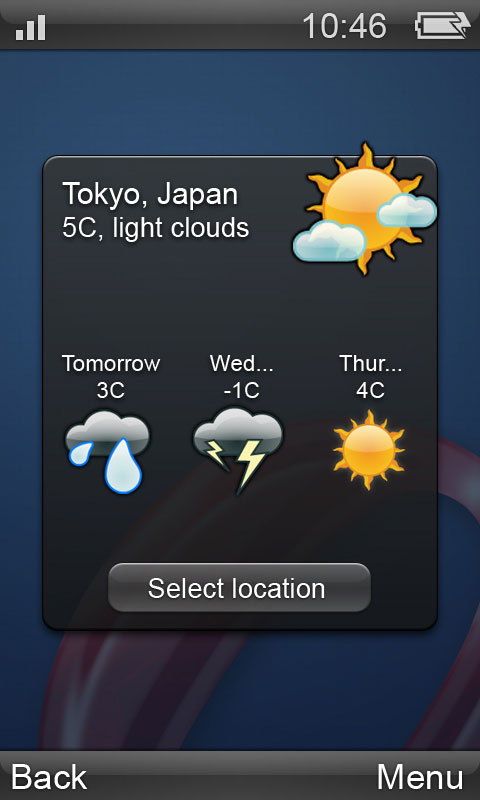 10:46
Tokyo, Japan
5C, light clouds
Tomorrow Wed... Thur...
3C -1C 4C
Select location
Back Menu